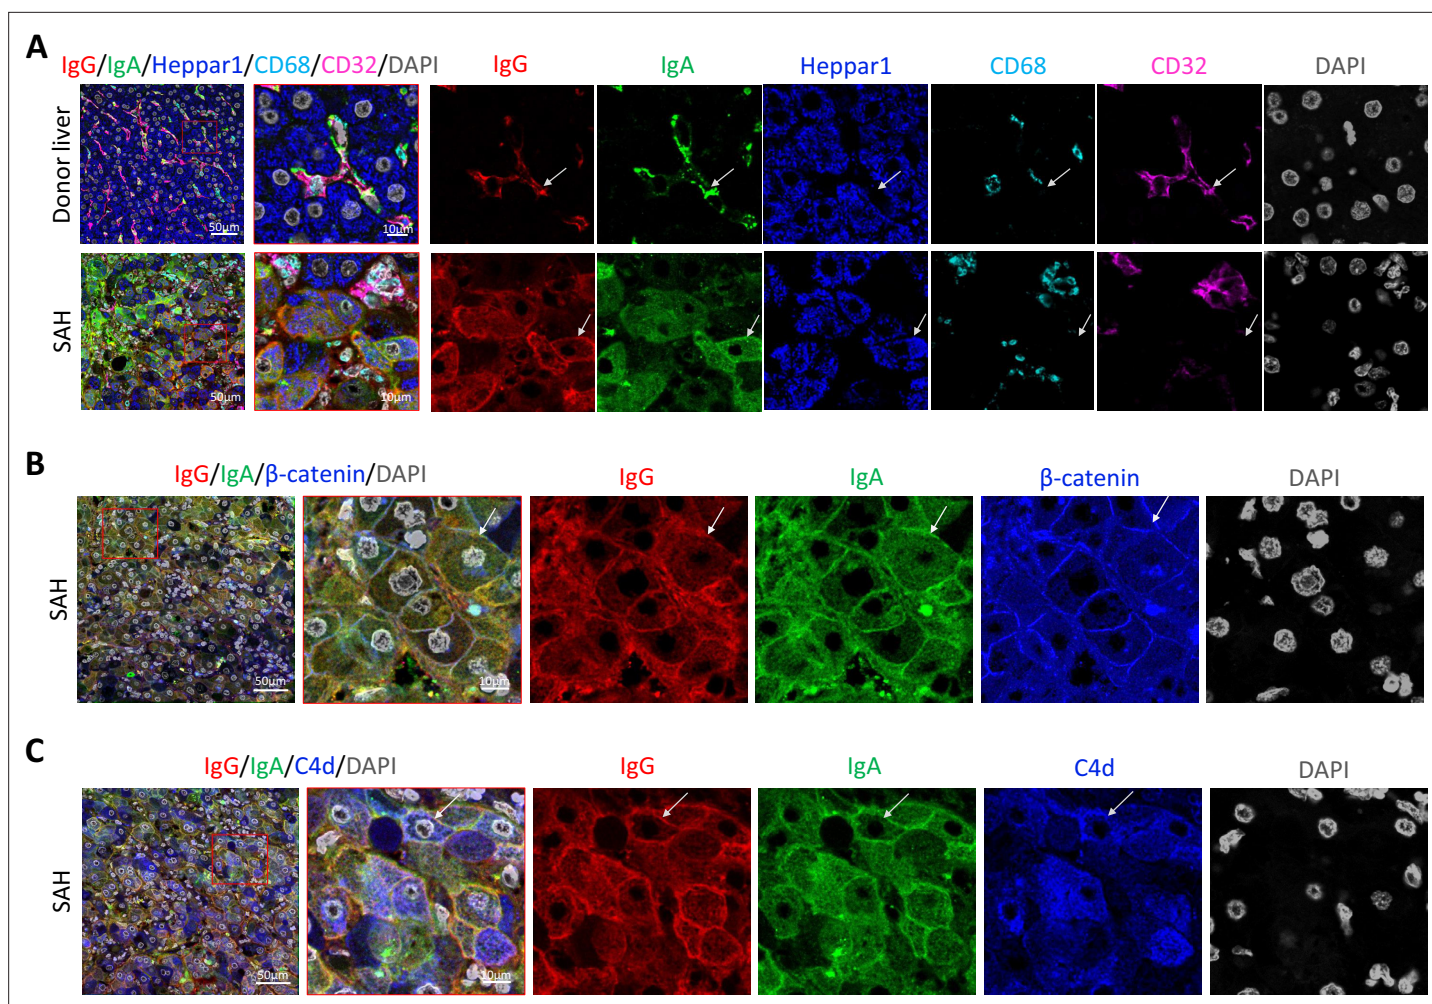 A
IgG/IgA/Heppar1/CD68/CD32/DAPI IgG IgA Heppar1 CD68 CD32 DAPI
Donor liver
50µm 10µm
SAH
50µm 10µm
B
IgG/IgA/β-catenin/DAPI IgG IgA β-catenin DAPI
SAH
50µm 10µm
C
IgG/IgA/C4d/DAPI IgG IgA C4d DAPI
SAH
50µm 10µm